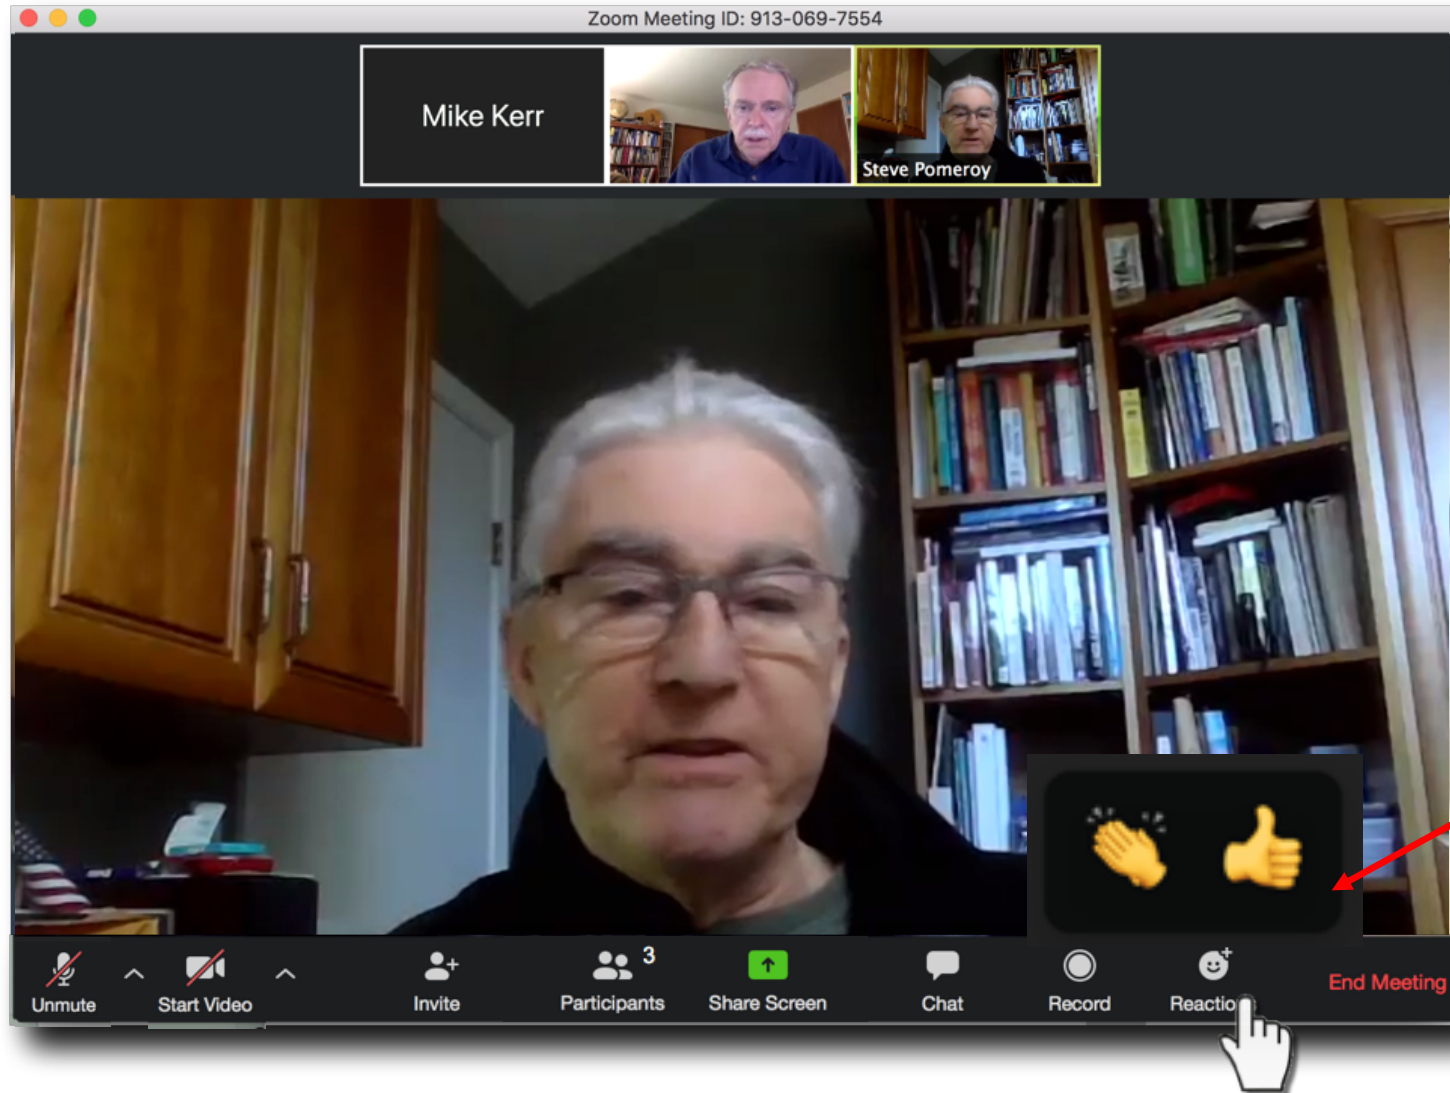 Zoom Meeting ID: 913-069-7554
Mike Kerr
Steve Pomeroy
3
Unmute
Start Video
Invite
Participants
Share Screen
Chat
Record
Reaction
End Meeting